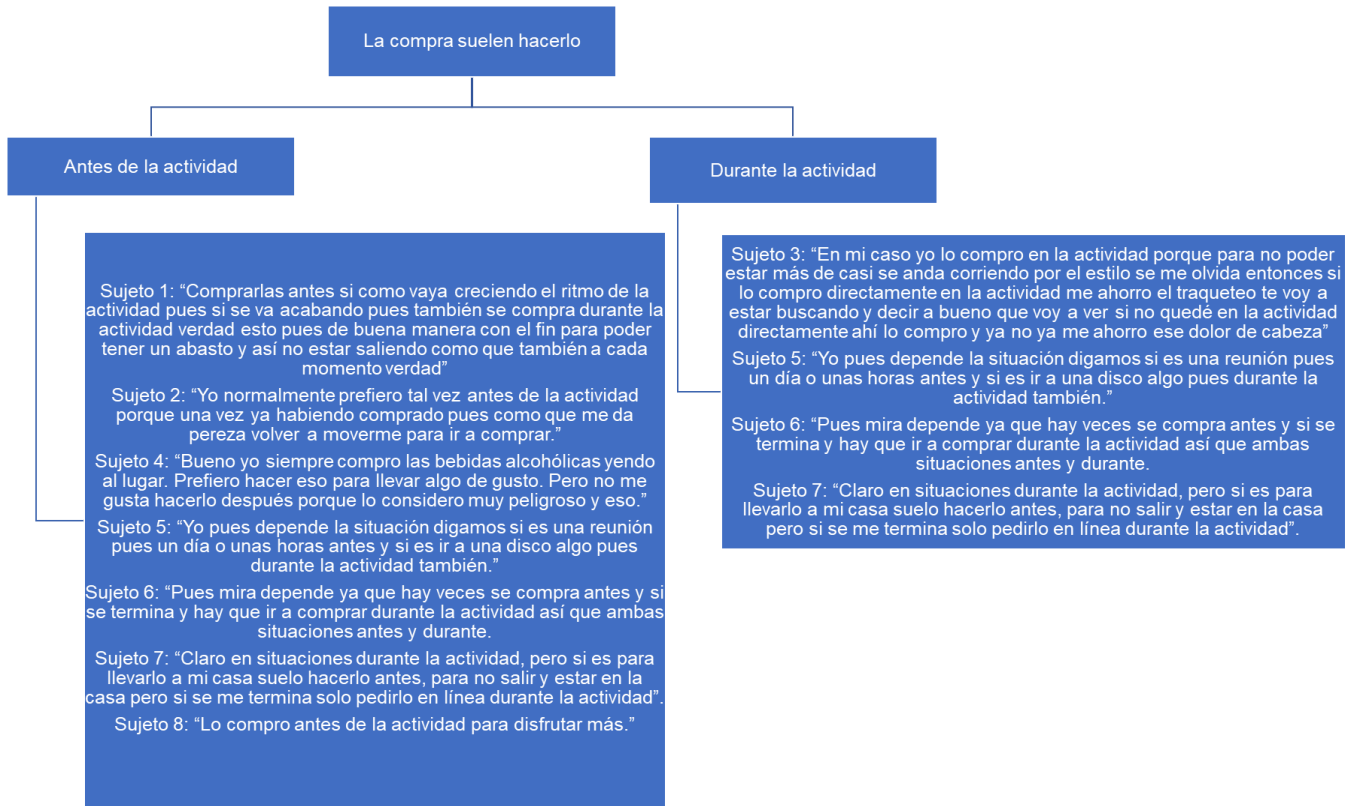 La compra suelen hacerlo
Antes de la actividad
Sujeto 1: “Comprarlas antes si como vaya creciendo el ritmo de la
actividad pues si se va acabando pues también se compra durante la
actividad verdad esto pues de buena manera con el fin para poder
tener un abasto y así no estar saliendo como que también a cada
momento verdad”
Sujeto 2: “Yo normalmente prefiero tal vez antes de la actividad
porque una vez ya habiendo comprado pues como que me da
pereza volver a moverme para ir a comprar.”
Sujeto 4: “Bueno yo siempre compro las bebidas alcohólicas yendo
al lugar. Prefiero hacer eso para llevar algo de gusto. Pero no me
gusta hacerlo después porque lo considero muy peligroso y eso.”
Sujeto 5: “Yo pues depende la situación digamos si es una reunión
pues un día o unas horas antes y si es ir a una disco algo pues
durante la actividad también.”
Sujeto 6: “Pues mira depende ya que hay veces se compra antes y si
se termina y hay que ir a comprar durante la actividad así que ambas
situaciones antes y durante.
Sujeto 7: “Claro en situaciones durante la actividad, pero si es para
llevarlo a mi casa suelo hacerlo antes, para no salir y estar en la
casa pero si se me termina solo pedirlo en línea durante la actividad”.
Sujeto 8: “Lo compro antes de la actividad para disfrutar más.”
Durante la actividad
Sujeto 3: “En mi caso yo lo compro en la actividad porque para no poder
estar más de casi se anda corriendo por el estilo se me olvida entonces si
lo compro directamente en la actividad me ahorro el traqueteo te voy a
estar buscando y decir a bueno que voy a ver si no quedé en la actividad
directamente ahí lo compro y ya no ya me ahorro ese dolor de cabeza”
Sujeto 5: “Yo pues depende la situación digamos si es una reunión pues
un día o unas horas antes y si es ir a una disco algo pues durante la
actividad también.”
Sujeto 6: “Pues mira depende ya que hay veces se compra antes y si se
termina y hay que ir a comprar durante la actividad así que ambas
situaciones antes y durante.
Sujeto 7: “Claro en situaciones durante la actividad, pero si es para
llevarlo a mi casa suelo hacerlo antes, para no salir y estar en la casa
pero si se me termina solo pedirlo en línea durante la actividad”.